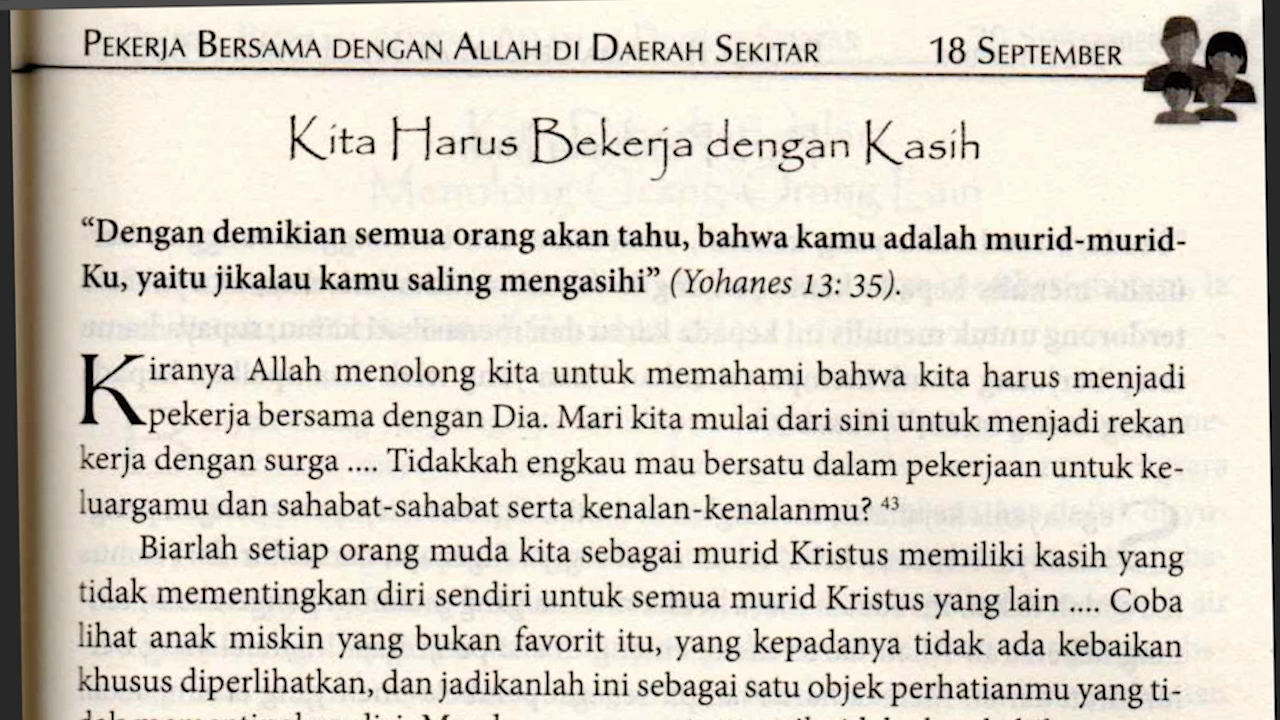 PEKERJA BERSAMA DENGAN ALLAH DI DAERAH SEKITAR 18 SEPTEMBER
Kita Harus Bekerja dengan Kasih
“Dengan demikian semua orang akan tahu, bahwa kamu adalah murid-murid-
Ku, yaitu jikalau kamu saling mengasihi” (Yohanes 13: 35).
Kiranya Allah menolong kita untuk memahami bahwa kita harus menjadi
pekerja bersama dengan Dia. Mari kita mulai dari sini untuk menjadi rekan
kerja dengan surga .... Tidakkah engkau mau bersatu dalam pekerjaan untuk ke-
luargamu dan sahabat-sahabat serta kenalan-kenalanmu? 43
Biarlah setiap orang muda kita sebagai murid Kristus memiliki kasih yang
tidak mementingkan diri sendiri untuk semua murid Kristus yang lain .... Coba
lihat anak miskin yang bukan favorit itu, yang kepadanya tidak ada kebaikan
khusus diperlihatkan, dan jadikanlah ini sebagai satu objek perhatianmu yang ti-